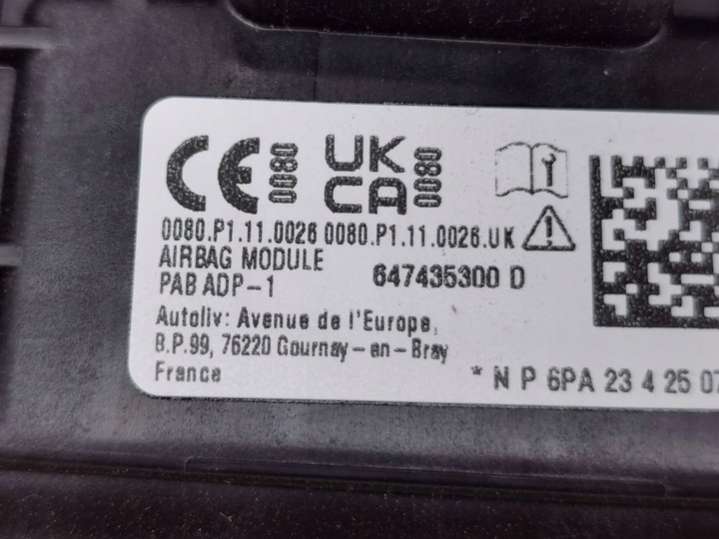 CE 0080 UK CA 0080
0080.P1.11.0026 0080.P1.11.0026.UK
AIRBAG MODULE
PAB ADP-1 647435300 D
Autoliv: Avenue de l'Europe,
B.P.99, 76220 Gournay-en-Bray
France
* N P 6PA 23 4 25 07